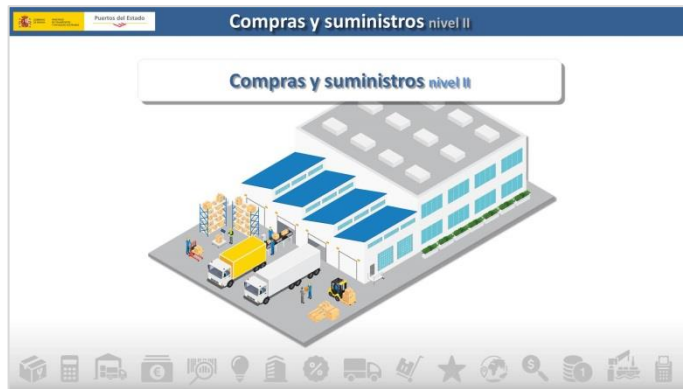 Puertos del Estado
Compras y suministros nivel II
Compras y suministros nivel II